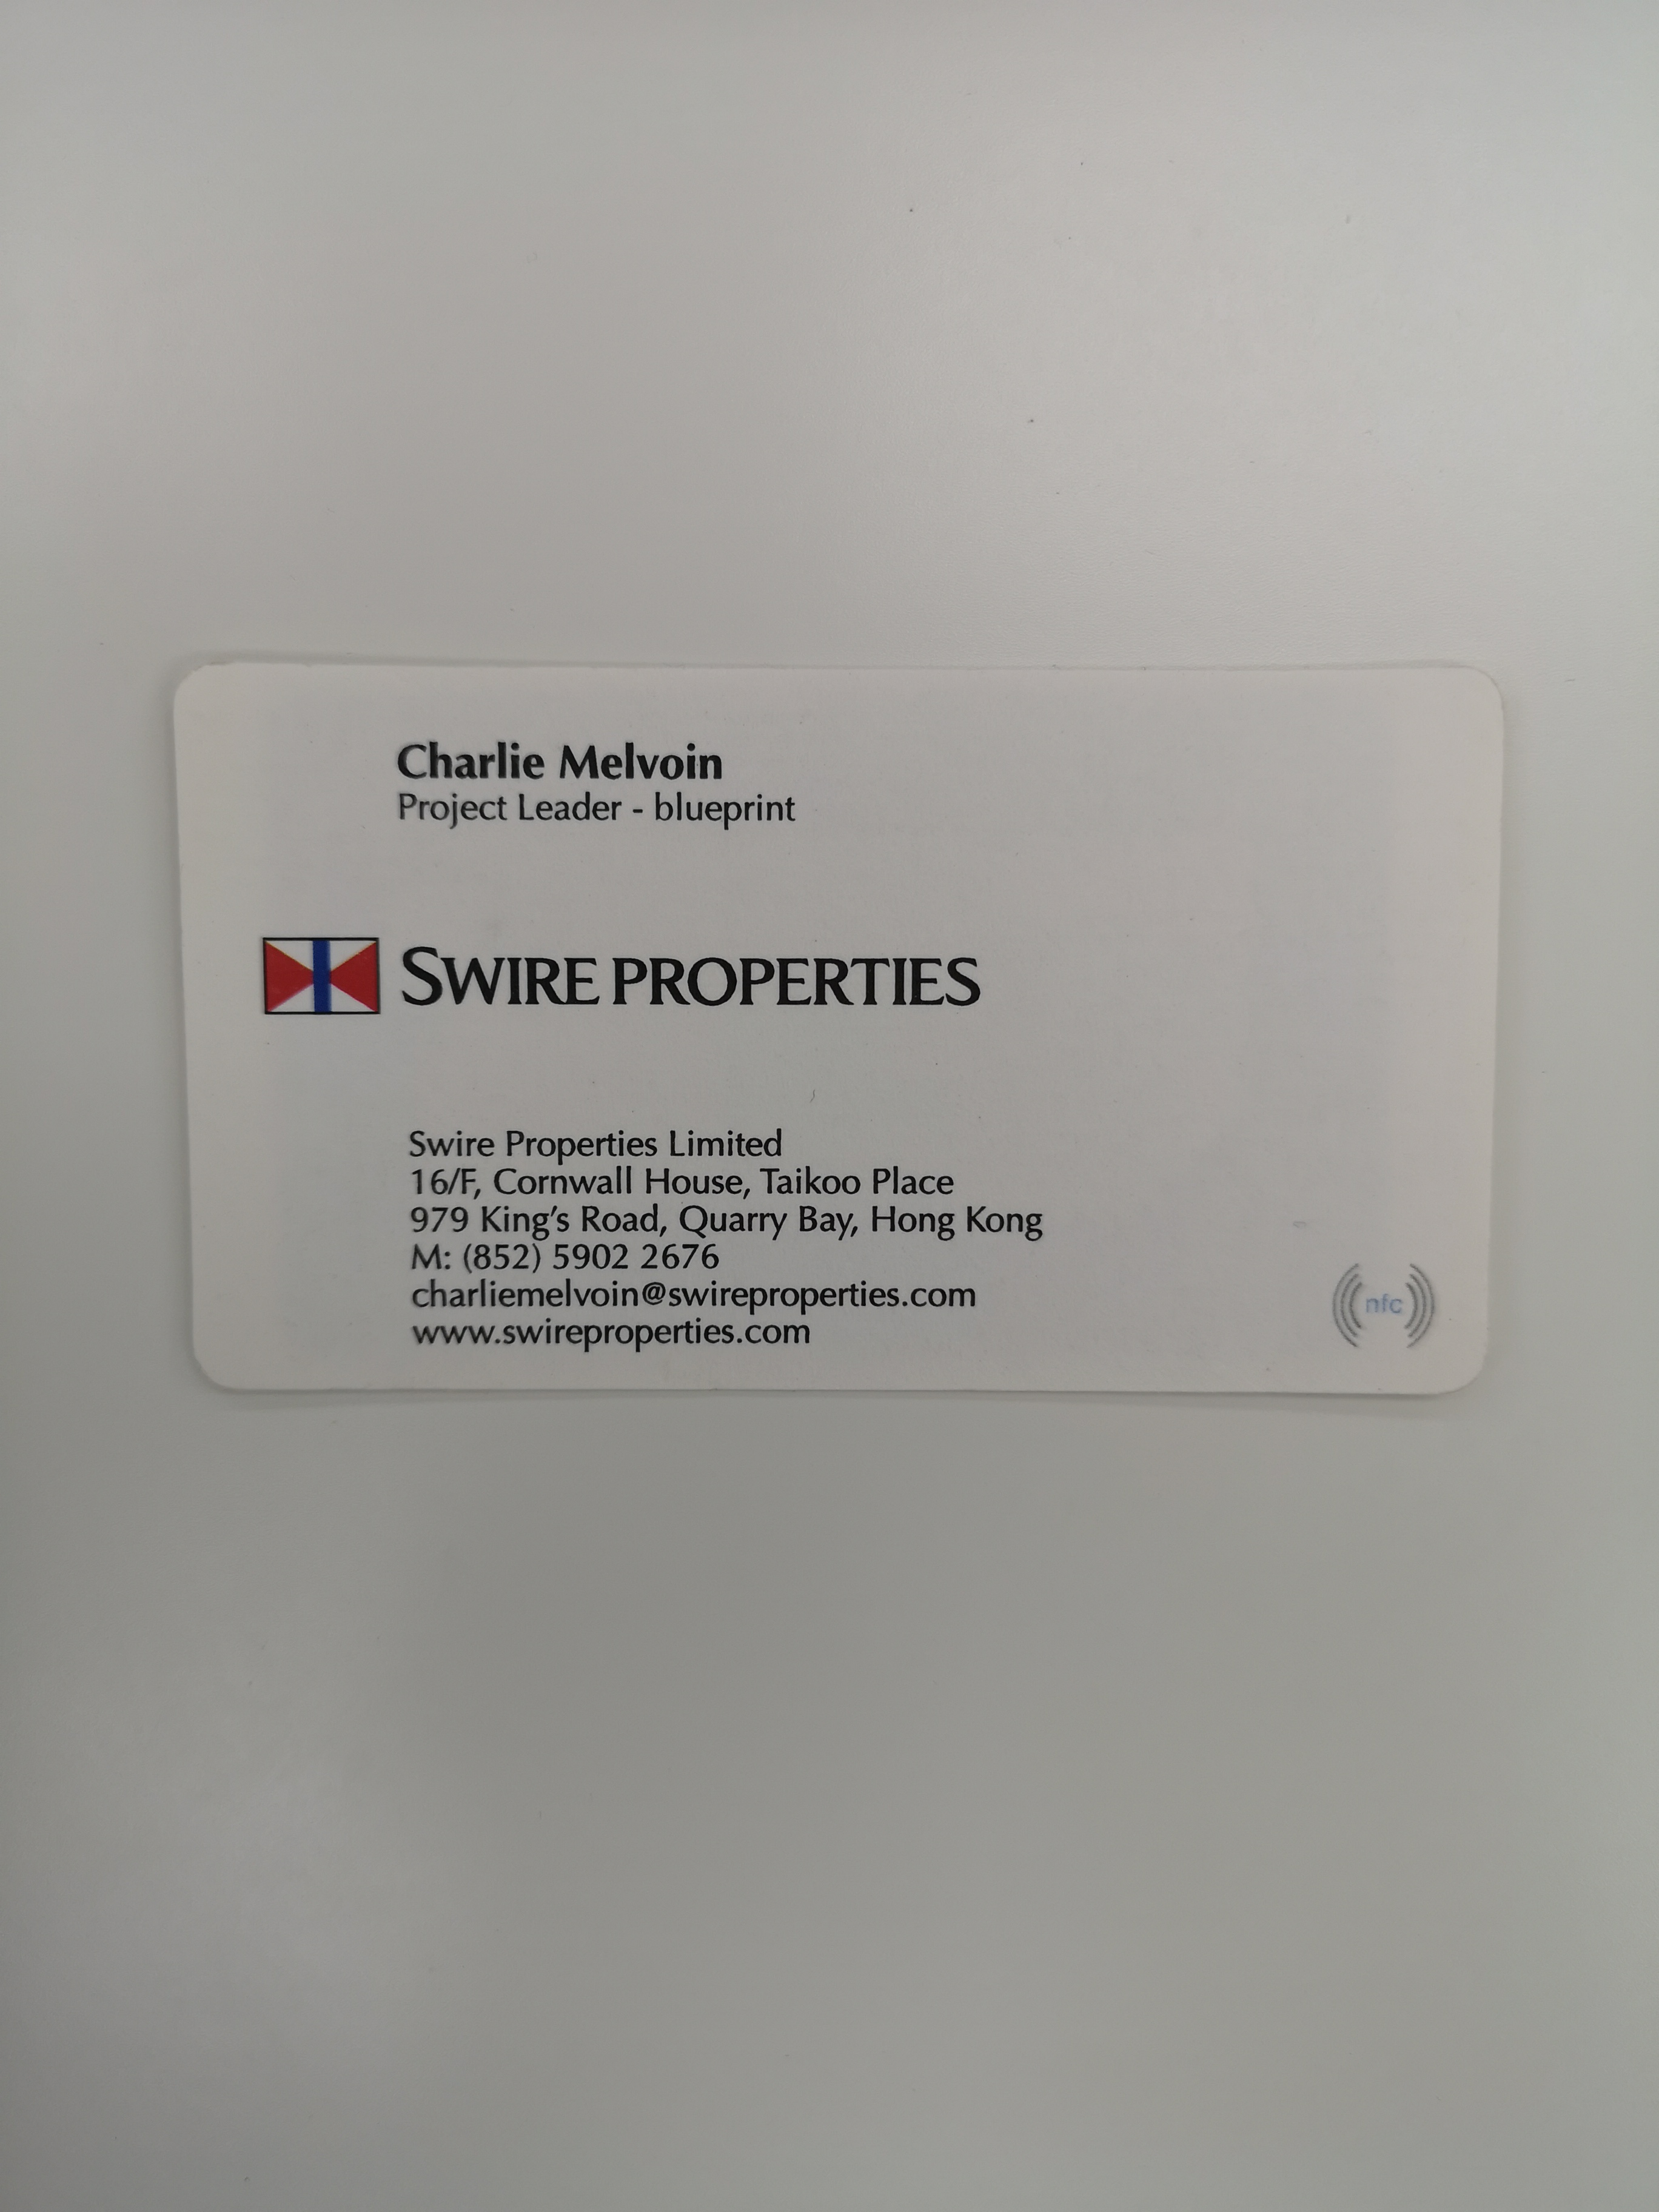 Charlie Melvoin
Project Leader - blueprint
SWIRE PROPERTIES
Swire Properties Limited
16/F, Cornwall House, Taikoo Place
979 King's Road, Quarry Bay, Hong Kong
M: (852) 5902 2676
charliemelvoin@swireproperties.com
www.swireproperties.com
nfc